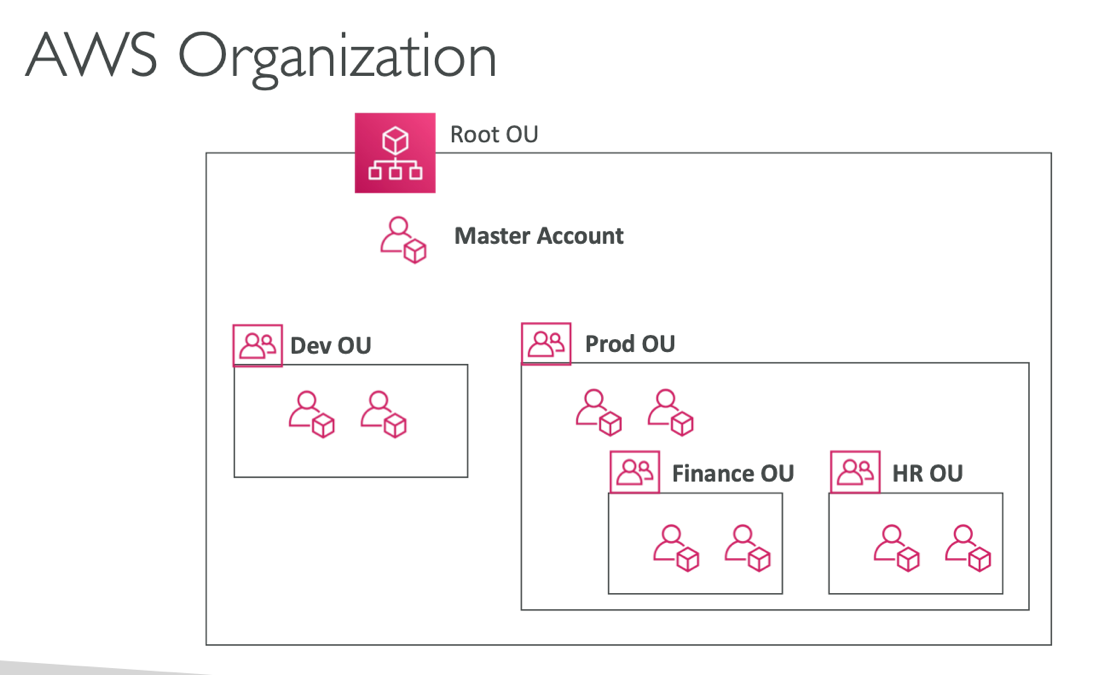 AWS Organization
Root OU
Master Account
Dev OU
Prod OU
Finance OU
HR OU